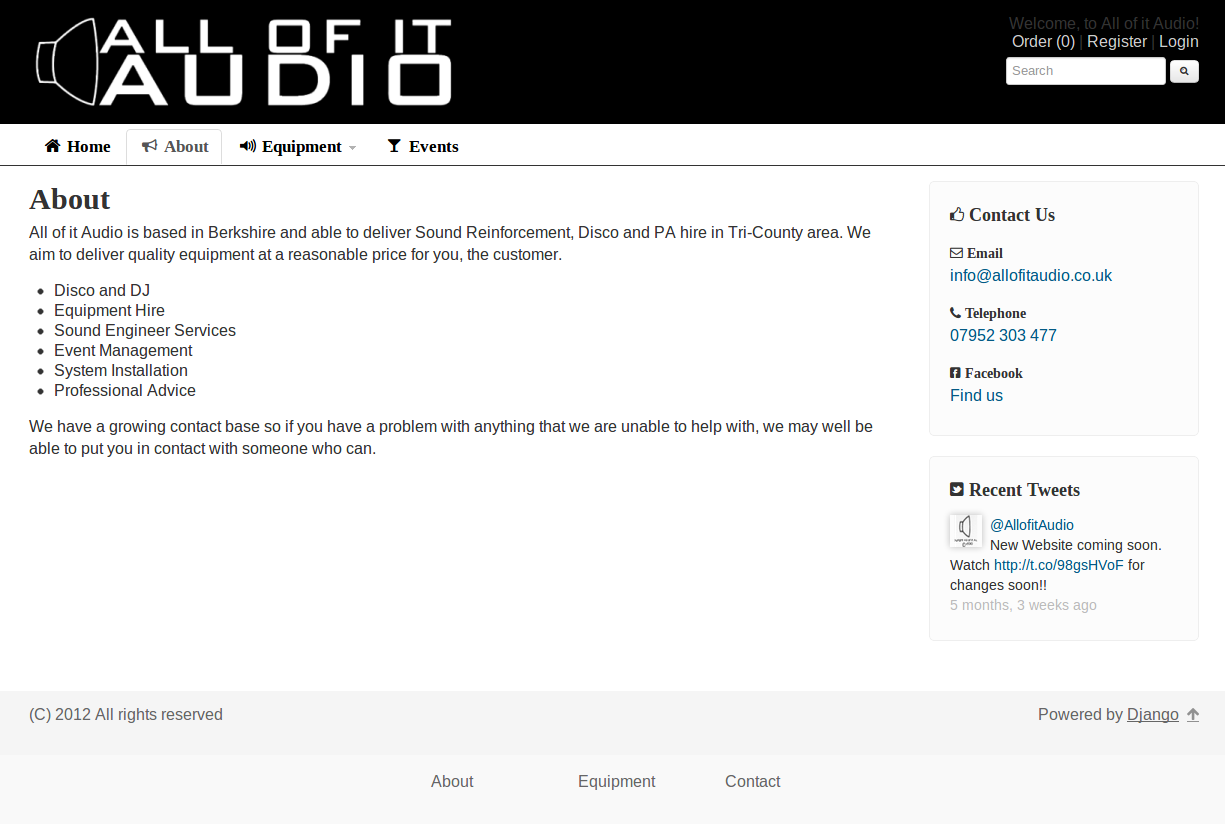 ALL OF IT
AUDIO
Welcome, to All of it Audio!
Order (0) | Register | Login
Search
Home
About
Equipment
Events
About
All of it Audio is based in Berkshire and able to deliver Sound Reinforcement, Disco and PA hire in Tri-County area. We
aim to deliver quality equipment at a reasonable price for you, the customer.
Disco and DJ
Equipment Hire
Sound Engineer Services
Event Management
System Installation
Professional Advice
We have a growing contact base so if you have a problem with anything that we are unable to help with, we may well be
able to put you in contact with someone who can.
Contact Us
Email
info@allofitaudio.co.uk
Telephone
07952 303 477
Facebook
Find us
Recent Tweets
@AllofitAudio
New Website coming soon.
Watch http://t.co/98gsHVoF for
changes soon!!
5 months, 3 weeks ago
(C) 2012 All rights reserved
Powered by Django
About
Equipment
Contact